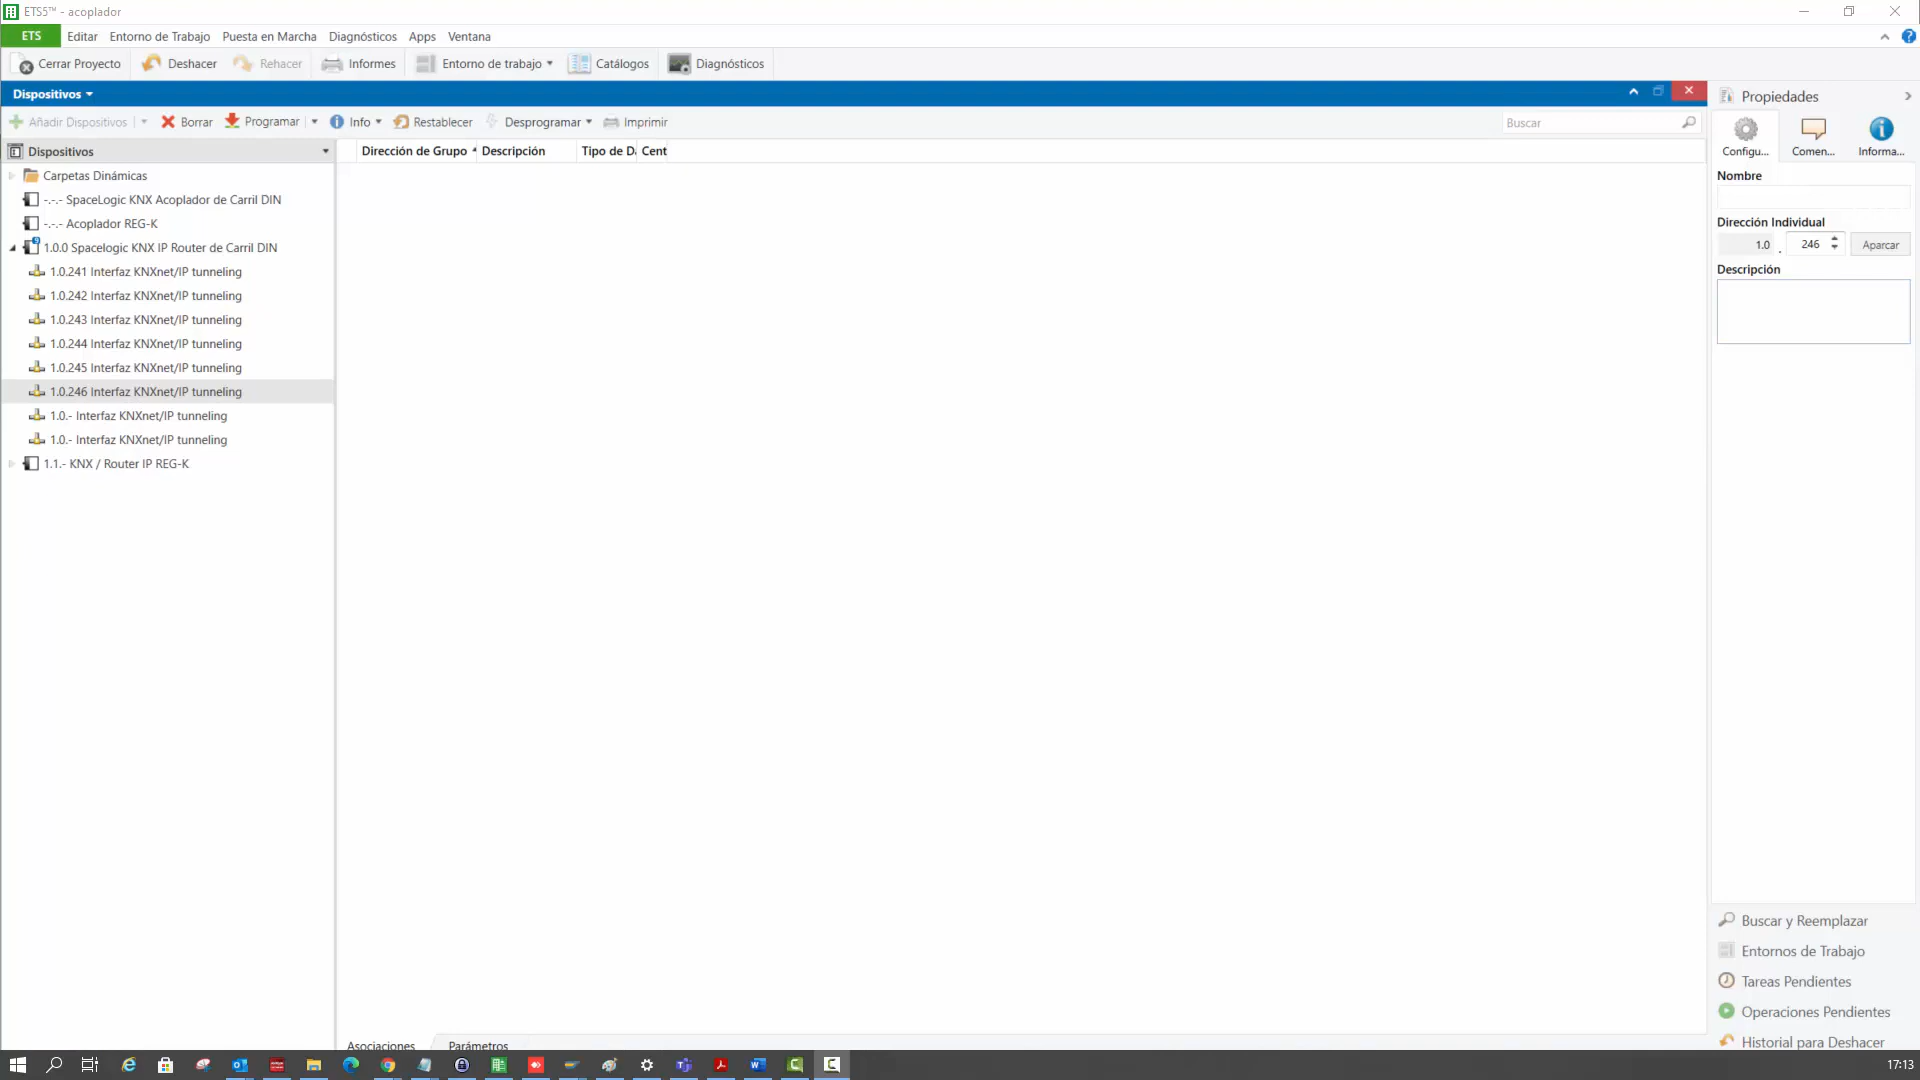 ETS5™ - acoplador
ETS Editar Entorno de Trabajo Puesta en Marcha Diagnósticos Apps Ventana
Cerrar Proyecto Deshacer Rehacer Informes Entorno de trabajo Catálogos Diagnósticos
Dispositivos
Añadir Dispositivos Borrar Programar Info Restablecer Desprogramar Imprimir Buscar
Dispositivos
Dirección de Grupo Descripción Tipo de D Cent
Carpetas Dinámicas
-.-.- SpaceLogic KNX Acoplador de Carril DIN
-.-.- Acoplador REG-K
1.0.0 Spacelogic KNX IP Router de Carril DIN
1.0.241 Interfaz KNXnet/IP tunneling
1.0.242 Interfaz KNXnet/IP tunneling
1.0.243 Interfaz KNXnet/IP tunneling
1.0.244 Interfaz KNXnet/IP tunneling
1.0.245 Interfaz KNXnet/IP tunneling
1.0.246 Interfaz KNXnet/IP tunneling
1.0.- Interfaz KNXnet/IP tunneling
1.0.- Interfaz KNXnet/IP tunneling
1.1.- KNX / Router IP REG-K
Asociaciones Parámetros
Propiedades
Configu... Comen... Informa...
Nombre
Dirección Individual
1.0 . 246 Aparcar
Descripción
Buscar y Reemplazar
Entornos de Trabajo
Tareas Pendientes
Operaciones Pendientes
Historial para Deshacer
17:13